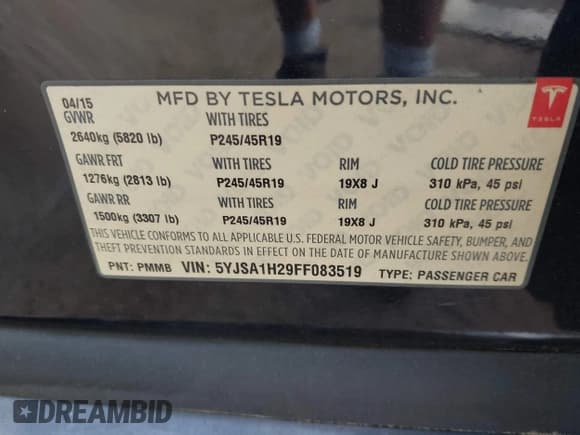 04/15 MFD BY TESLA MOTORS, INC.
TESLA
GVWR WITH TIRES
2640kg (5820 lb) P245/45R19
GAWR FRT WITH TIRES RIM COLD TIRE PRESSURE
1276kg (2813 lb) P245/45R19 19X8 J 310 kPa, 45 psi
GAWR RR WITH TIRES RIM COLD TIRE PRESSURE
1500kg (3307 lb) P245/45R19 19X8 J 310 kPa, 45 psi
THIS VEHICLE CONFORMS TO ALL APPLICABLE U.S. FEDERAL MOTOR VEHICLE SAFETY, BUMPER, AND
THEFT PREVENTION STANDARDS IN EFFECT ON THE DATE OF MANUFACTURE SHOWN ABOVE.
PNT: PMMB VIN: 5YJSA1H29FF083519 TYPE: PASSENGER CAR
DREAMBID